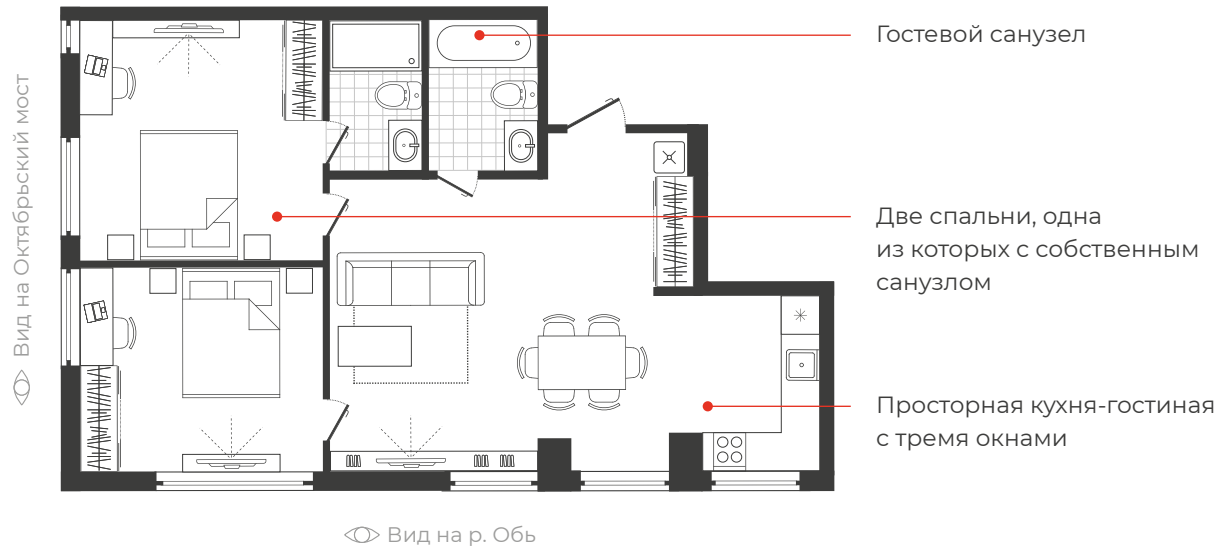 Гостевой санузел
Вид на Октябрьский мост
Две спальни, одна
из которых с собственным
санузлом
Просторная кухня-гостиная
с тремя окнами
Вид на р. Обь